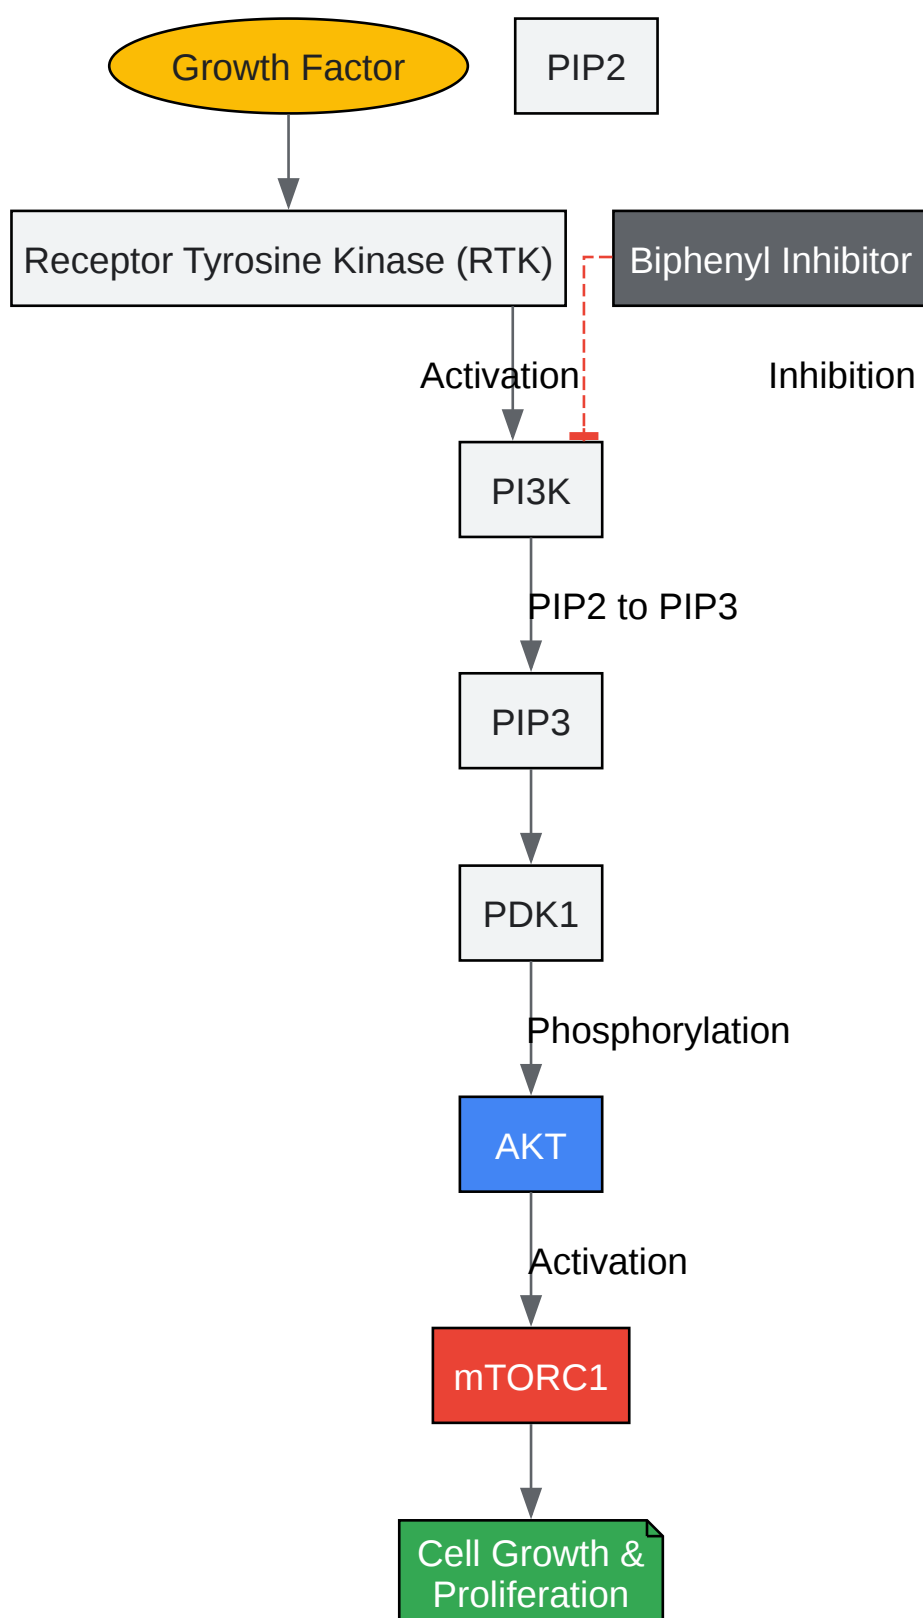 Growth Factor
PIP2
Receptor Tyrosine Kinase (RTK)
Biphenyl Inhibitor
Activation
Inhibition
PI3K
PIP2 to PIP3
PIP3
PDK1
Phosphorylation
AKT
Activation
mTORC1
Cell Growth &
Proliferation